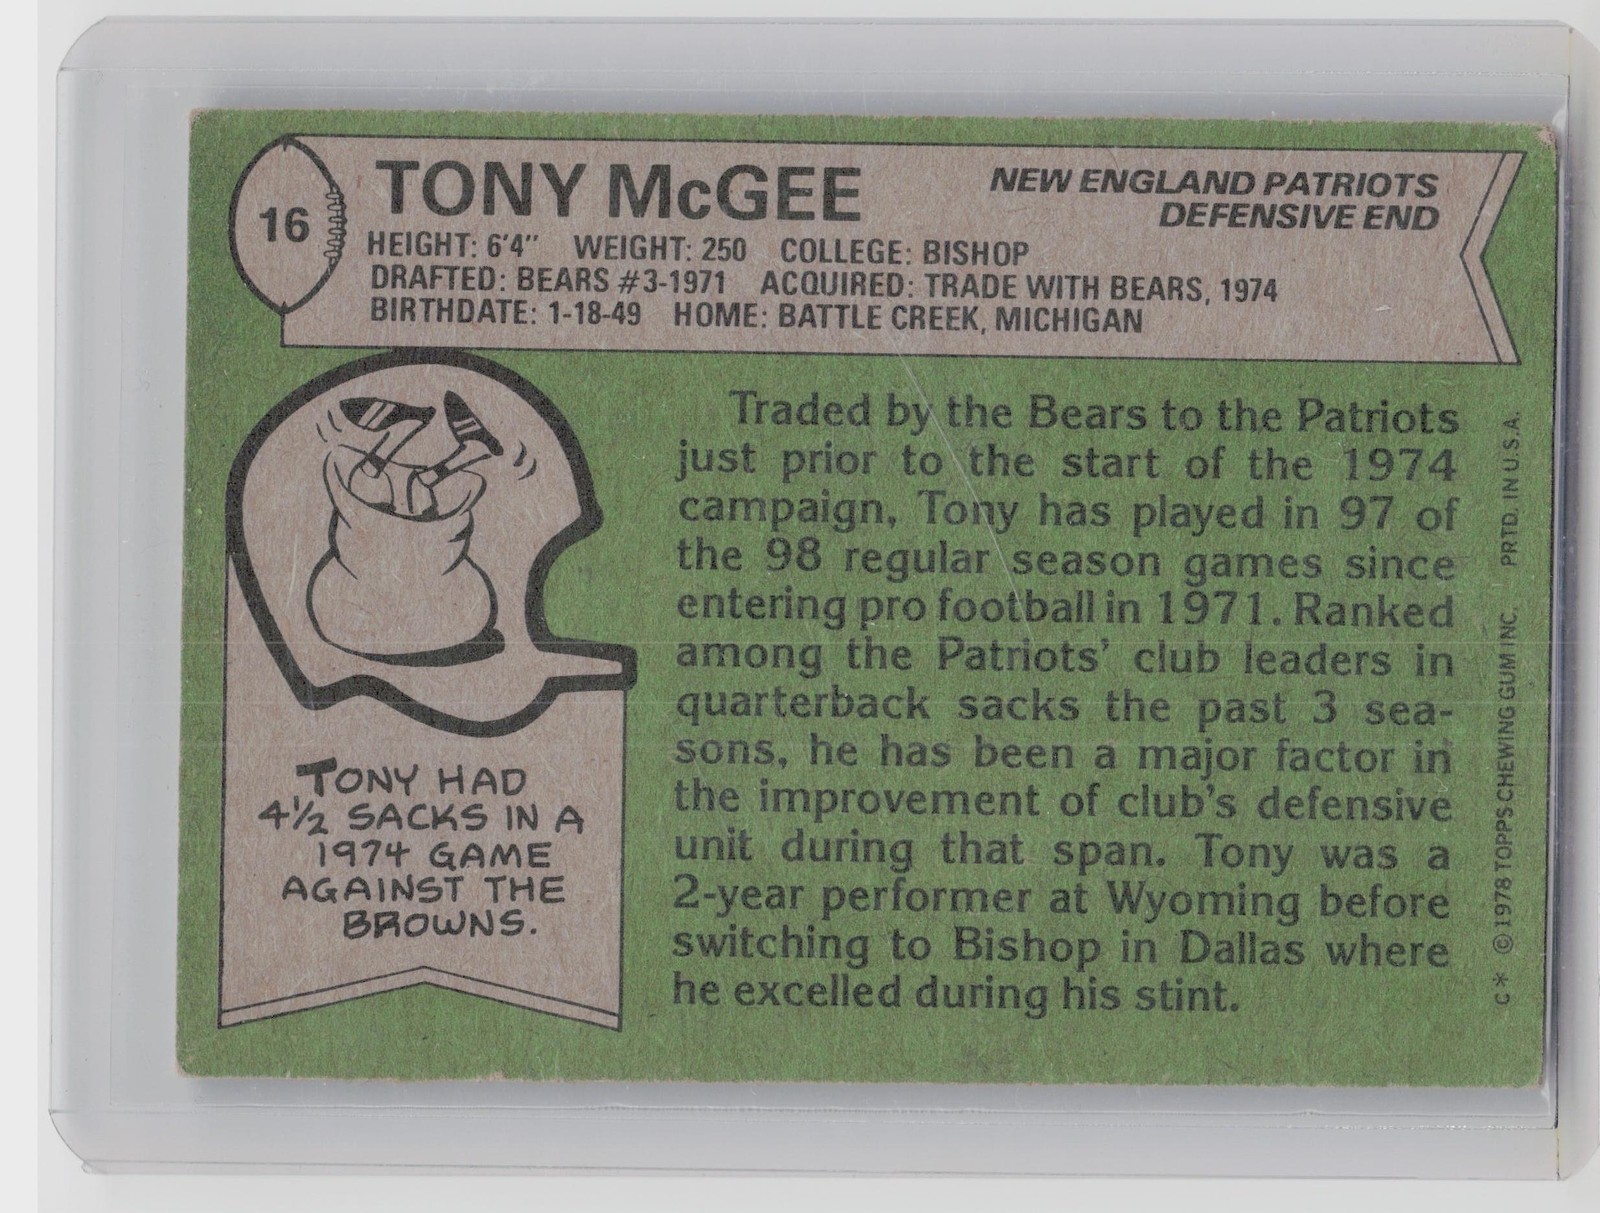 16
TONY McGEE
NEW ENGLAND PATRIOTS
DEFENSIVE END
HEIGHT: 6'4" WEIGHT: 250 COLLEGE: BISHOP
DRAFTED: BEARS #3-1971 ACQUIRED: TRADE WITH BEARS, 1974
BIRTHDATE: 1-18-49 HOME: BATTLE CREEK, MICHIGAN
TONY HAD
4½ SACKS IN A
1974 GAME
AGAINST THE
BROWNS.
Traded by the Bears to the Patriots
just prior to the start of the 1974
campaign, Tony has played in 97 of
the 98 regular season games since
entering pro football in 1971. Ranked
among the Patriots' club leaders in
quarterback sacks the past 3 sea-
sons, he has been a major factor in
the improvement of club's defensive
unit during that span. Tony was a
2-year performer at Wyoming before
switching to Bishop in Dallas where
he excelled during his stint.
C* © 1978 TOPPS CHEWING GUM INC. PRTD. IN U.S.A.